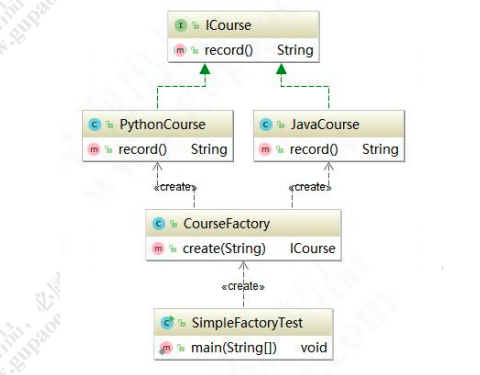 I ICourse
m record() String
C PythonCourse
m record() String
C JavaCourse
m record() String
«create»
«create»
C CourseFactory
m create(String) ICourse
«create»
C SimpleFactoryTest
m main(String[]) void